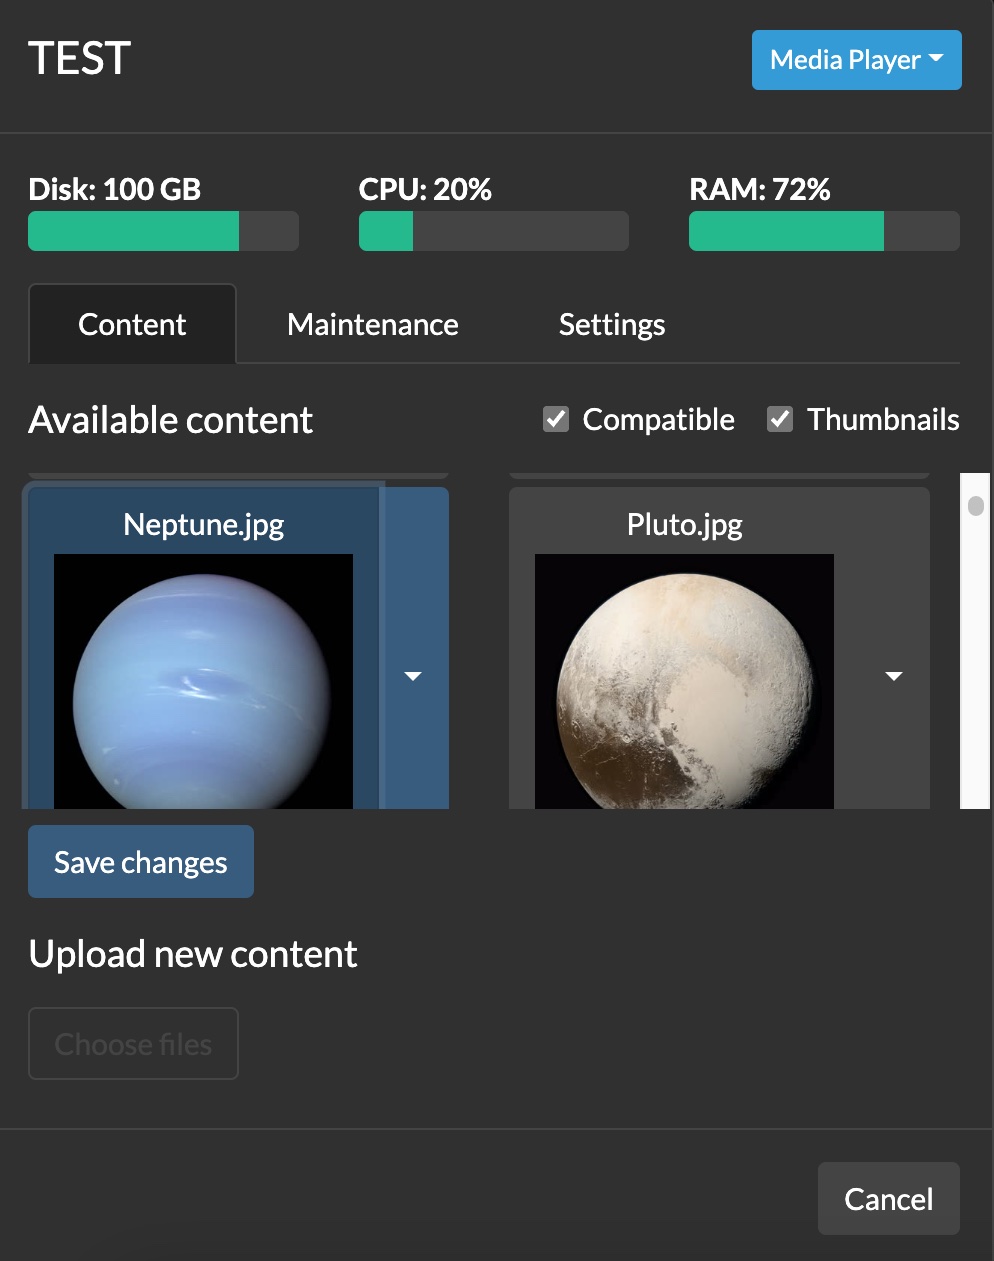 TEST
Media Player
Disk: 100 GB
CPU: 20%
RAM: 72%
Content
Maintenance
Settings
Available content
Compatible
Thumbnails
Neptune.jpg
Pluto.jpg
Save changes
Upload new content
Choose files
Cancel